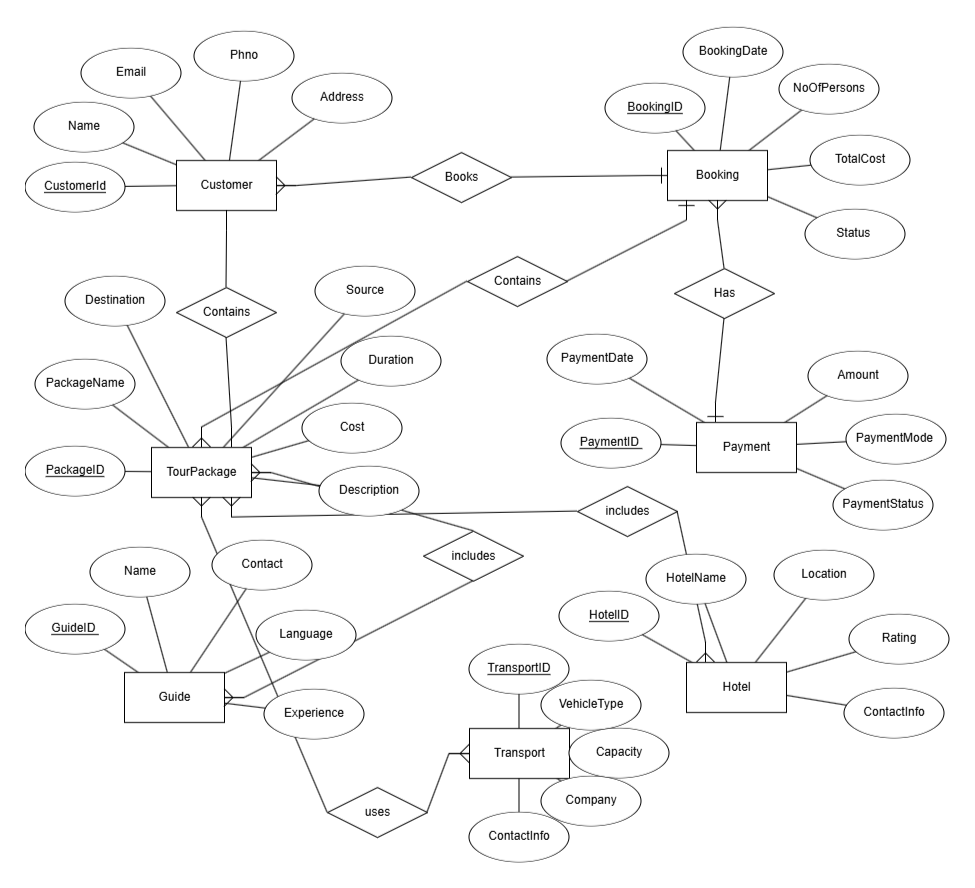 Phno
Email
Address
Name
CustomerId
Customer
Books
BookingDate
NoOfPersons
BookingID
TotalCost
Booking
Status
Contains
Contains
Has
Destination
Source
Duration
PackageName
Cost
PackageID
TourPackage
Description
PaymentDate
Amount
PaymentID
Payment
PaymentMode
PaymentStatus
includes
includes
Name
Contact
GuideID
Language
Guide
Experience
HotelName
Location
HotelID
Rating
Hotel
ContactInfo
TransportID
VehicleType
Transport
Capacity
Company
uses
ContactInfo